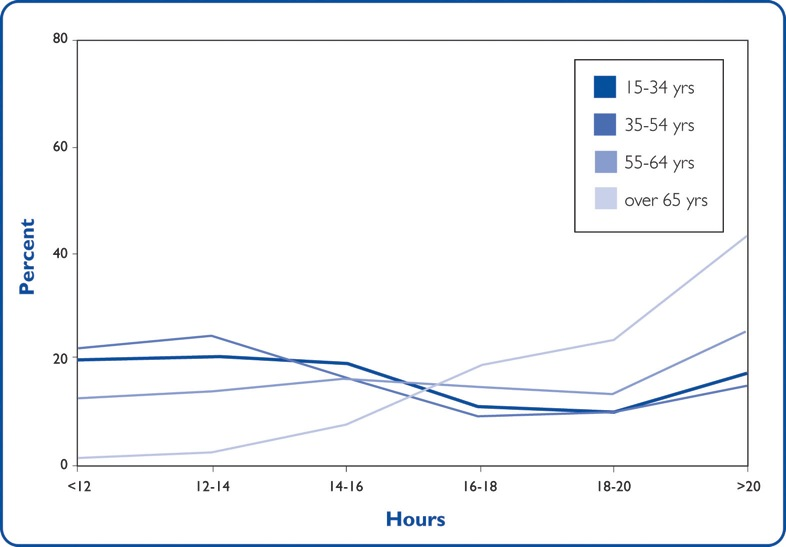 80
60
40
20
0
Percent
15-34 yrs
35-54 yrs
55-64 yrs
over 65 yrs
<12 12-14 14-16 16-18 18-20 >20
Hours